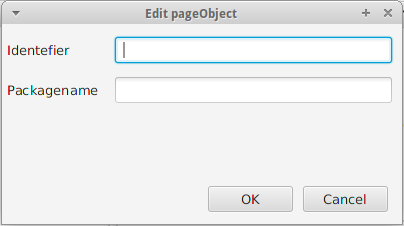 Edit pageObject
Identefier
Packagename
OK
Cancel